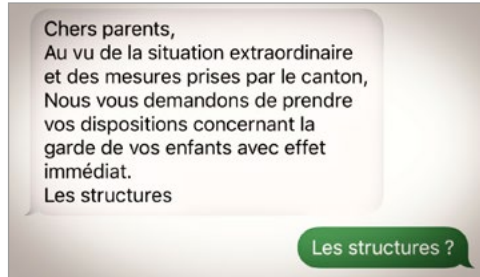 Chers parents,
Au vu de la situation extraordinaire
et des mesures prises par le canton,
Nous vous demandons de prendre
vos dispositions concernant la
garde de vos enfants avec effet
immédiat.
Les structures
Les structures ?